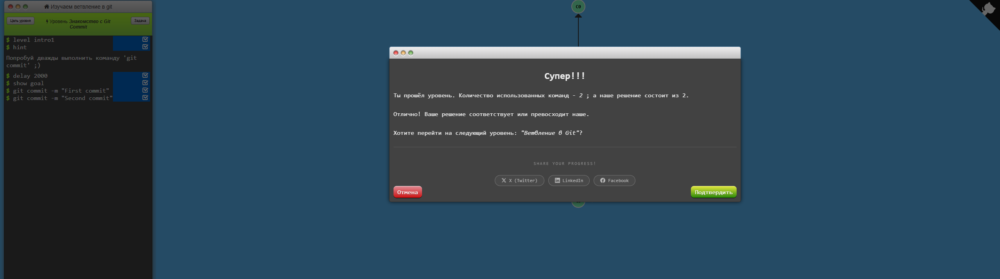 Изучаем ветвление в git
Цель уровня
Уровень Знакомство с Git
Commit
Задача
$ level intro1
$ hint
Попробуй дважды выполнить команду 'git
commit' ;)
$ delay 2000
$ show goal
$ git commit -m "First commit"
$ git commit -m "Second commit"
C0
Супер!!!
Ты прошёл уровень. Количество использованных команд - 2 ; а наше решение состоит из 2.
Отлично! Ваше решение соответствует или превосходит наше.
Хотите перейти на следующий уровень: "Ветвление в Git"?
SHARE YOUR PROGRESS!
X (Twitter)
LinkedIn
Facebook
Отмена
Подтвердить